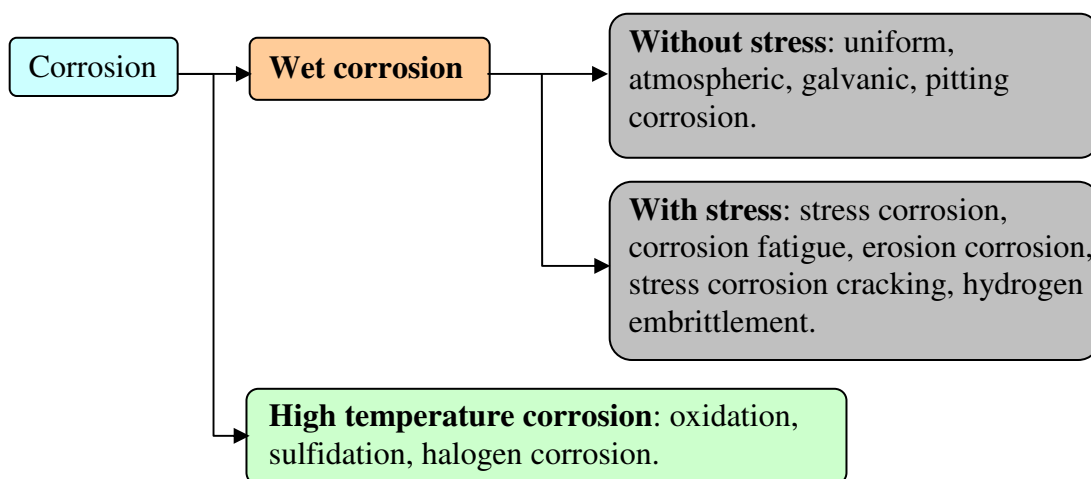 Corrosion
Wet corrosion
Without stress: uniform,
atmospheric, galvanic, pitting
corrosion.
With stress: stress corrosion,
corrosion fatigue, erosion corrosion,
stress corrosion cracking, hydrogen
embrittlement.
High temperature corrosion: oxidation,
sulfidation, halogen corrosion.